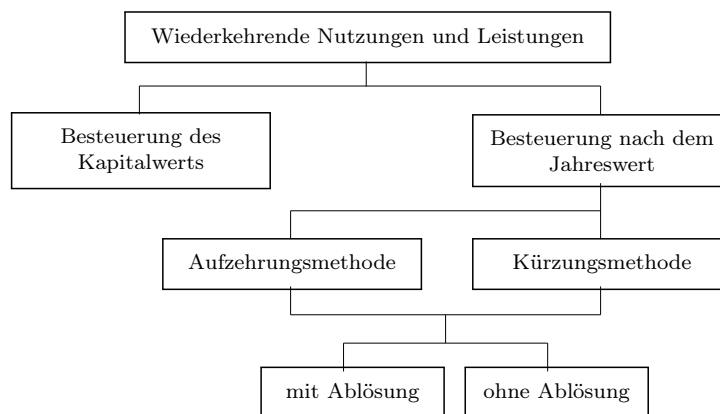 Wiederkehrende Nutzungen und Leistungen
Besteuerung des
Kapitalwerts
Besteuerung nach dem
Jahreswert
Aufzehrungsmethode
Kürzungsmethode
mit Ablösung
ohne Ablösung